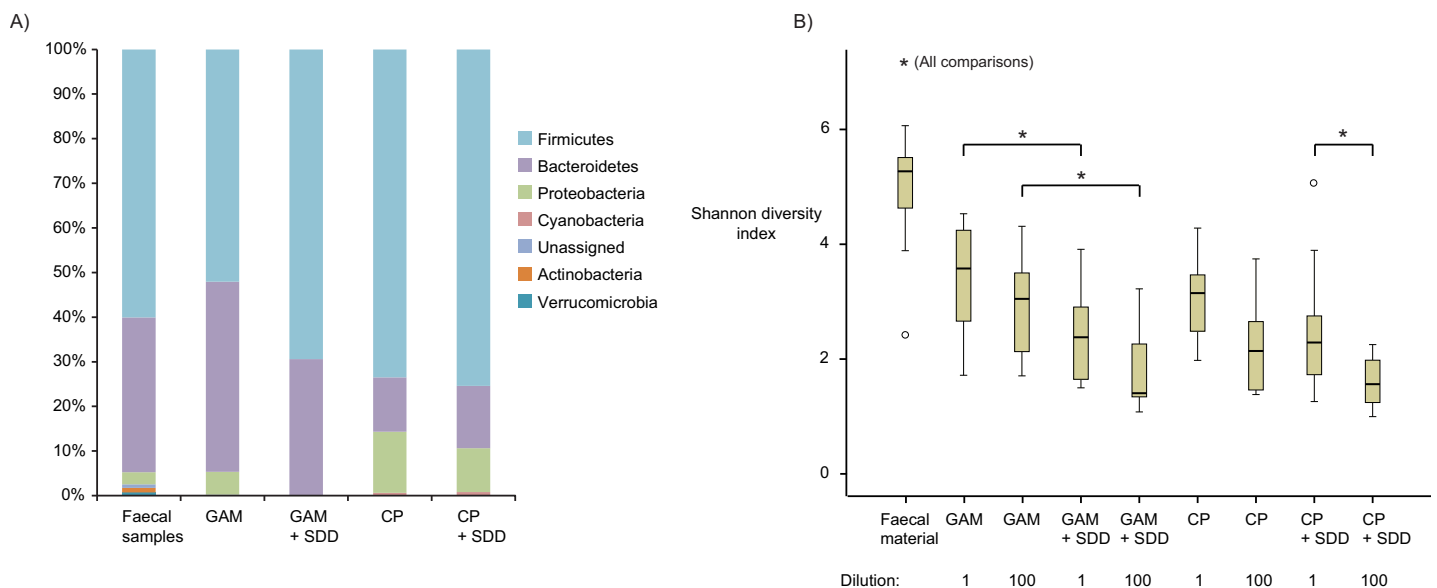 A)
100%
90%
80%
70%
60%
50%
40%
30%
20%
10%
0%
Faecal
samples
GAM
GAM
+ SDD
CP
CP
+ SDD
Firmicutes
Bacteroidetes
Proteobacteria
Cyanobacteria
Unassigned
Actinobacteria
Verrucomicrobia
B)
* (All comparisons)
*
*
*
Shannon diversity
index
6
4
2
0
Faecal
material
GAM
GAM
GAM
+ SDD
GAM
+ SDD
CP
CP
CP
+ SDD
CP
+ SDD
Dilution: 1 100 1 100 1 100 1 100